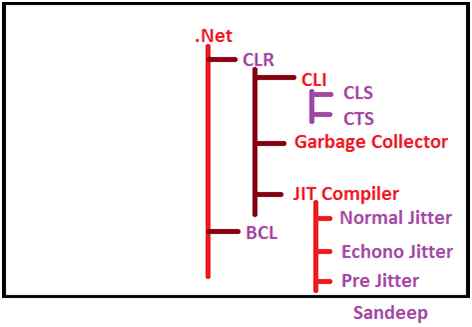 .Net
CLR
CLI
CLS
CTS
Garbage Collector
JIT Compiler
Normal Jitter
BCL
Echono Jitter
Pre Jitter
Sandeep